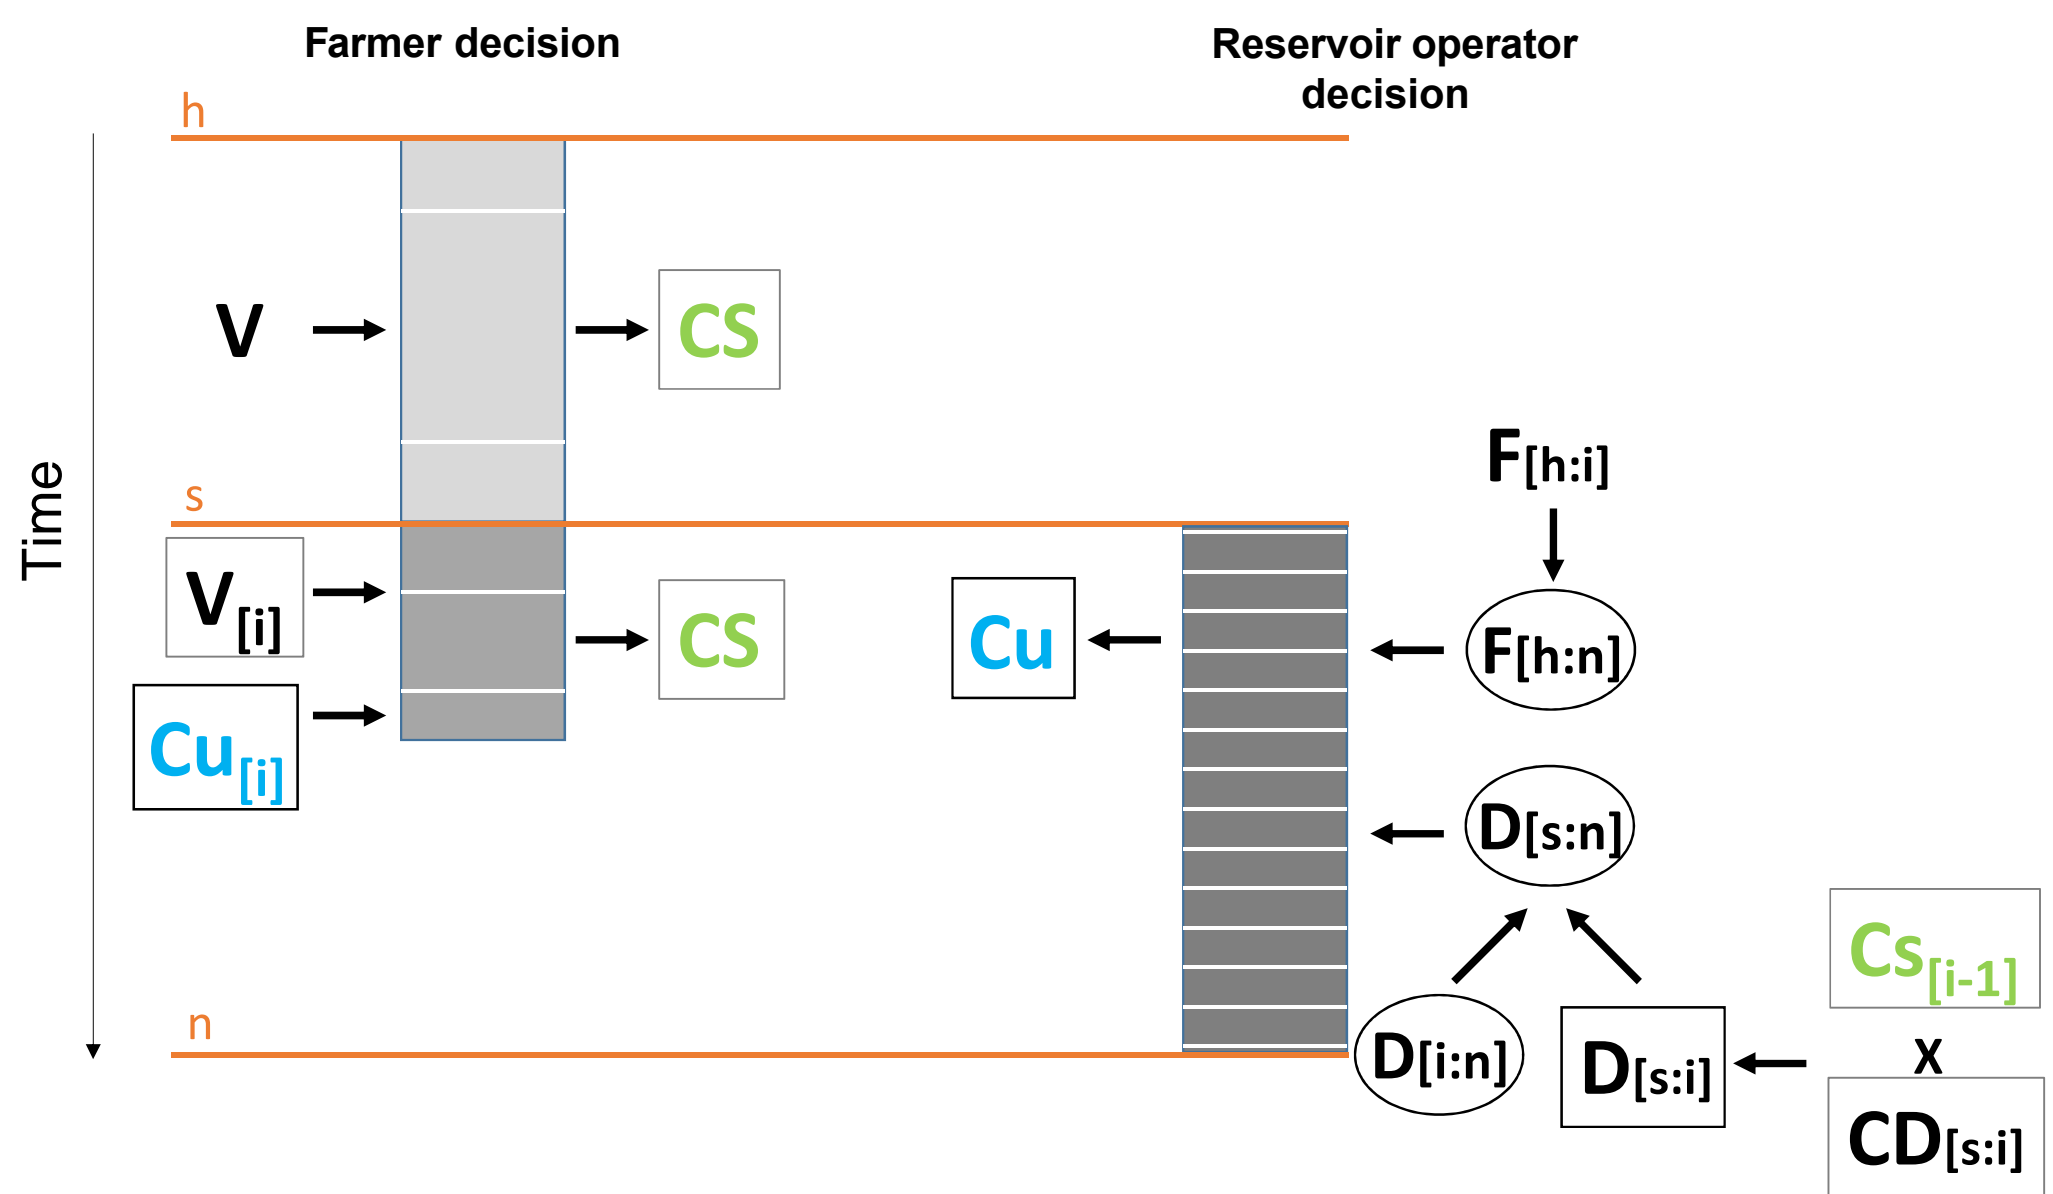 Farmer decision
Reservoir operator
decision
h
V
CS
Time
F[h:i]
s
V[i]
CS
Cu
F[h:n]
Cu[i]
D[s:n]
Cs[i-1]
n
D[i:n]
D[s:i]
x
CD[s:i]